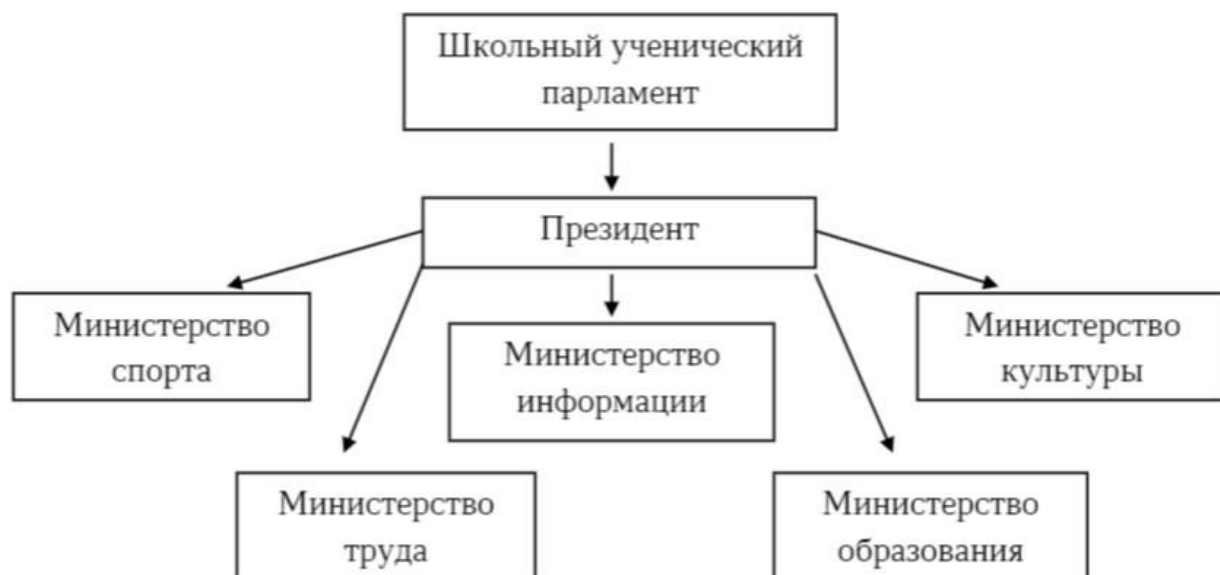 Школьный ученический
парламент
Президент
Министерство
спорта
Министерство
информации
Министерство
культуры
Министерство
труда
Министерство
образования